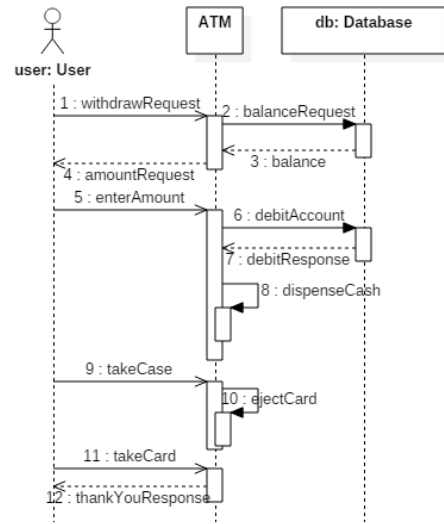 ATM
db: Database
user: User
1 : withdrawRequest
2 : balanceRequest
3 : balance
4 : amountRequest
5 : enterAmount
6 : debitAccount
7 : debitResponse
8 : dispenseCash
9 : takeCase
10 : ejectCard
11 : takeCard
12 : thankYouResponse